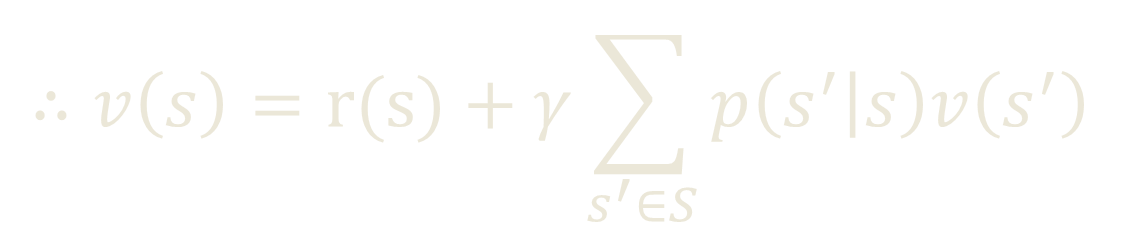 ∴ 𝑣(𝑠) = r(s) + 𝛾 ∑_{𝑠′∈𝑆} 𝑝(𝑠′|𝑠)𝑣(𝑠′)